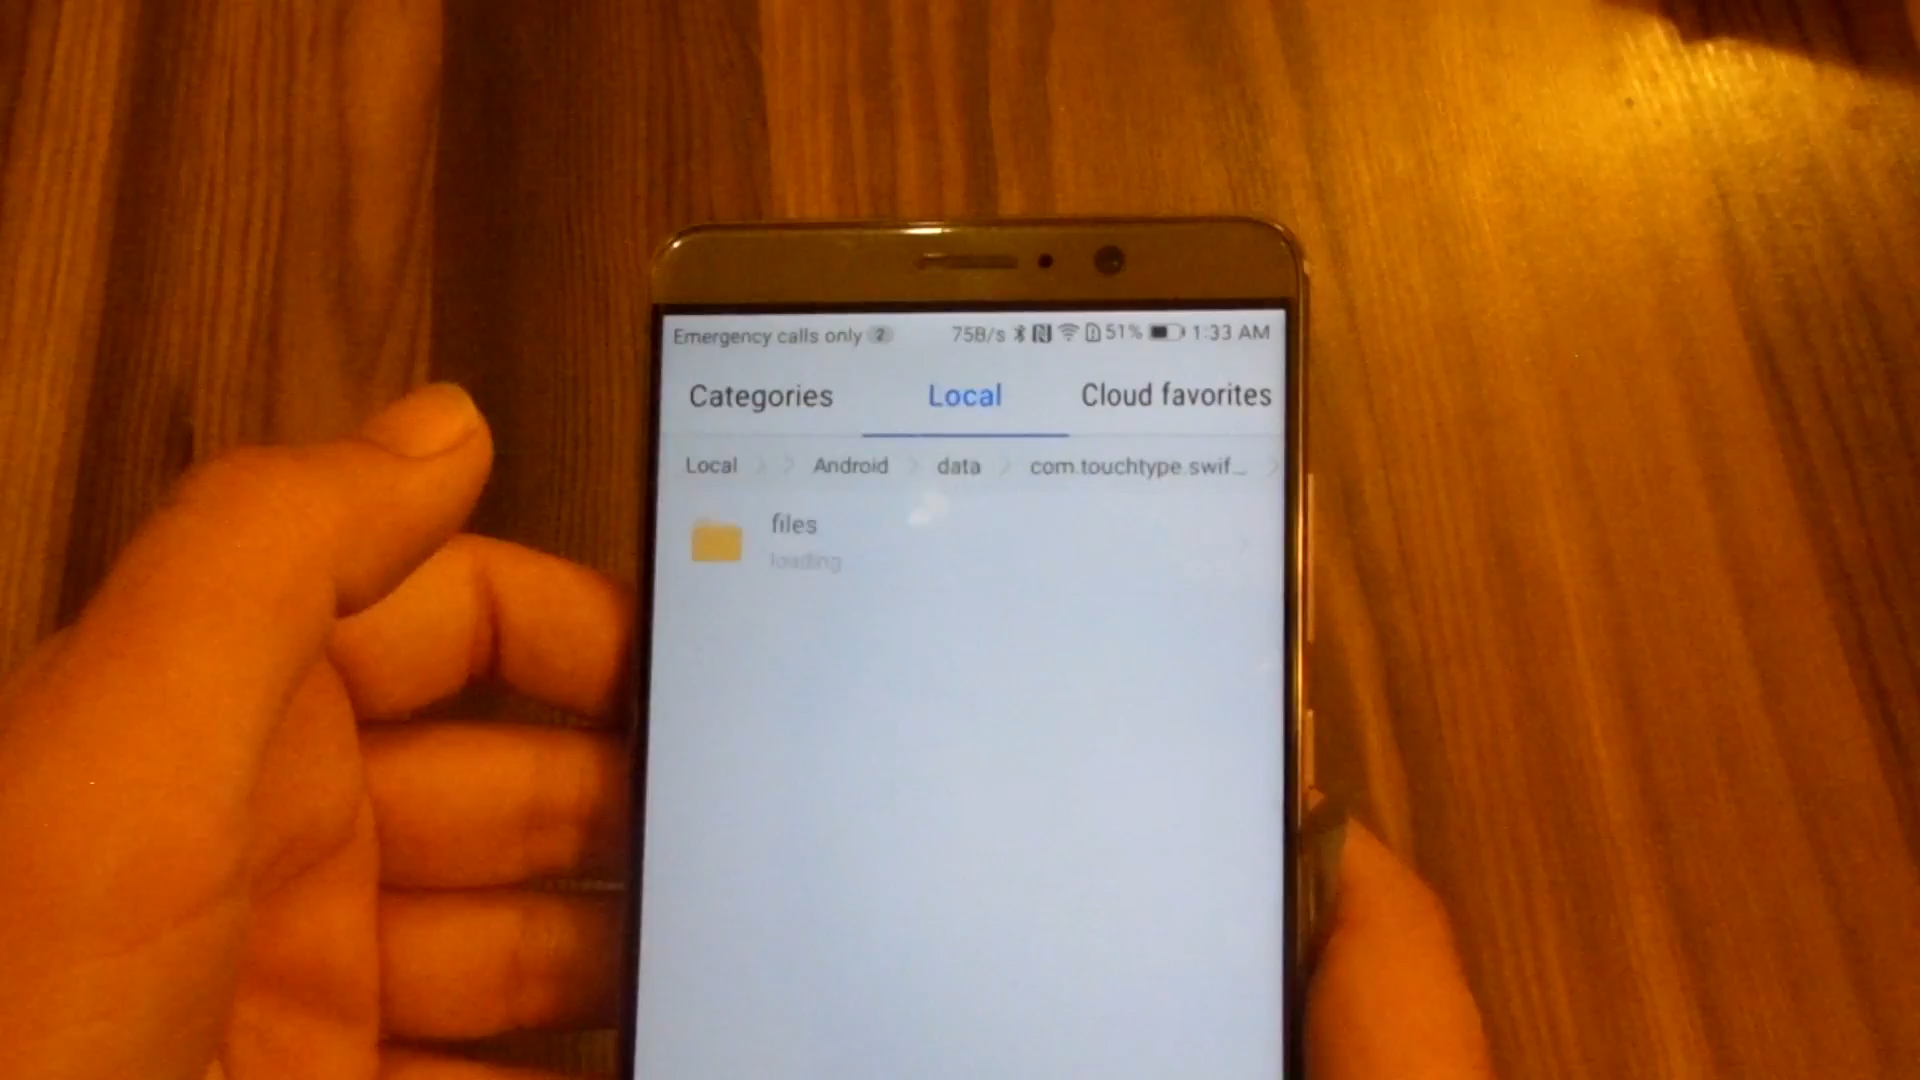 Emergency calls only 2 75B/s 51% 1:33 AM
Categories Local Cloud favorites
Local Android data com.touchtype.swif...
files
loading